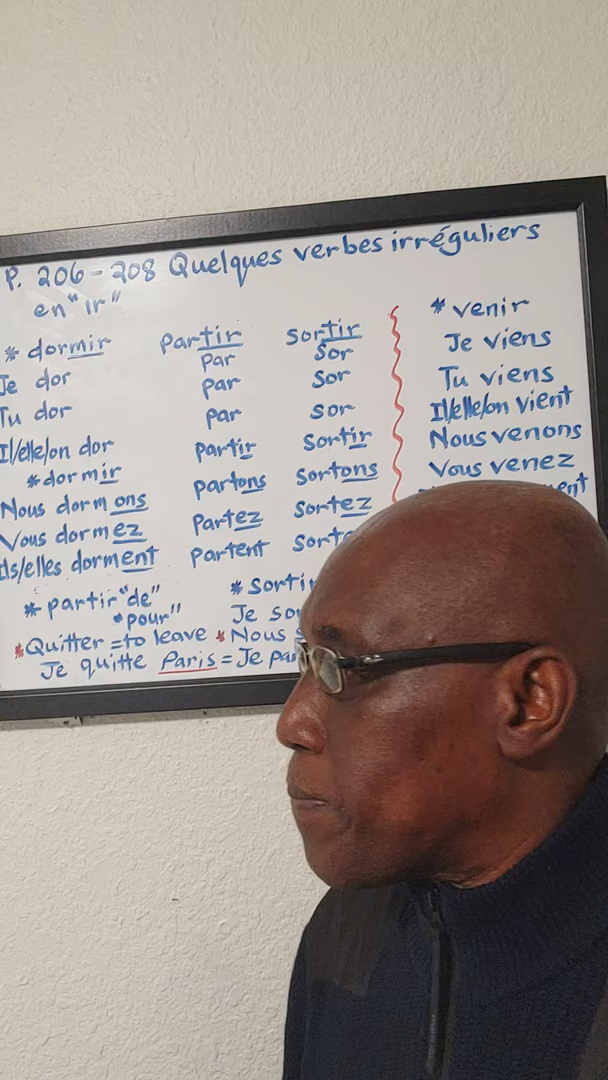 P. 206-208 Quelques verbes irréguliers
en "ir"
* dormir partir sortir * venir
par sor
Je dor par sor Je viens
Tu dor par sor Tu viens
Il/elle/on dor partir sortir Il/elle/on vient
* dormir
Nous dormons partons sortons Nous venons
Vous dormez Partez sortez Vous venez
Ils/elles dorment partent
* partir "de" * Sortir
"pour" Je
* Quitter = to leave * Nous
Je quitte Paris = Je